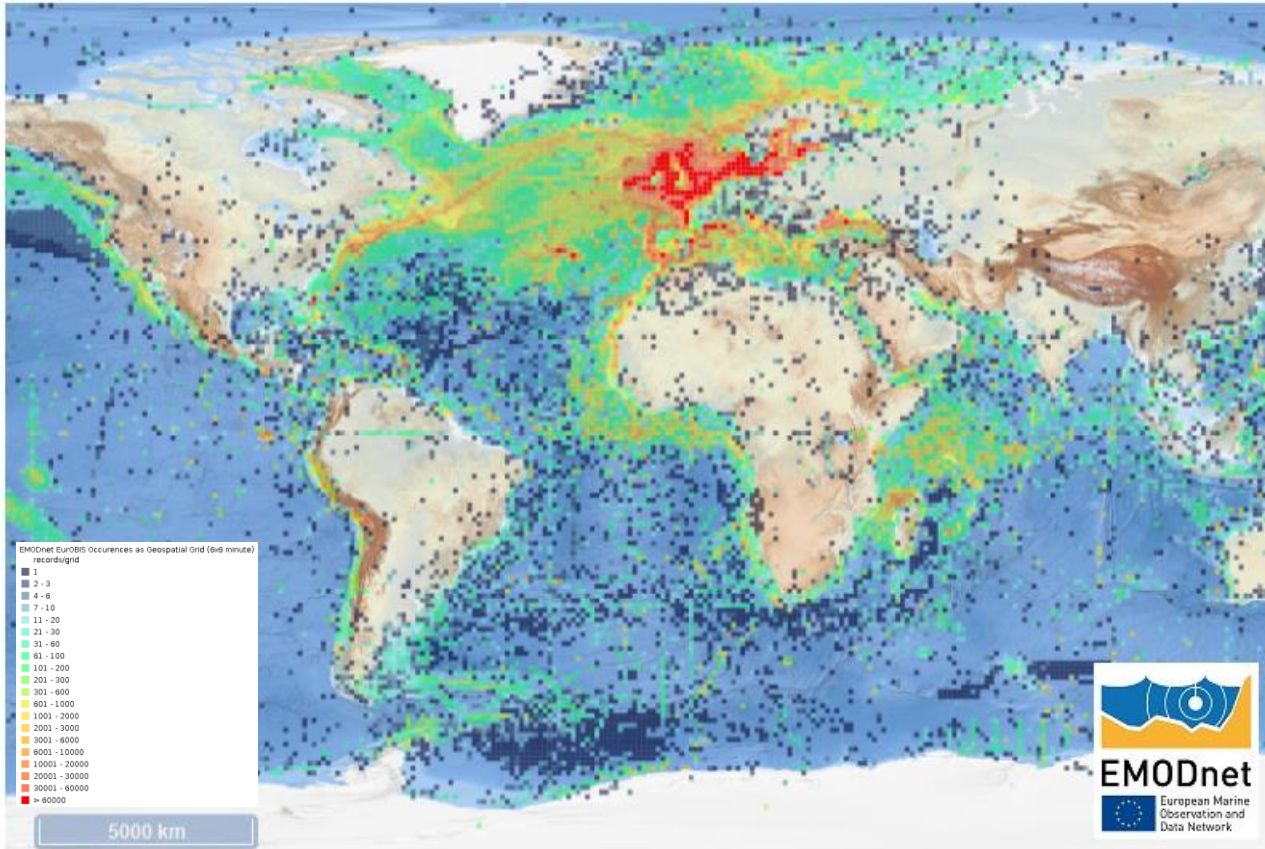 EMODnet EurOBIS Occurences as Geospatial Grid (6x6 minute)
records/grid
1
2 - 3
4 - 6
7 - 10
11 - 20
21 - 30
31 - 60
61 - 100
101 - 200
201 - 300
301 - 600
601 - 1000
1001 - 2000
2001 - 3000
3001 - 6000
6001 - 10000
10001 - 20000
20001 - 30000
30001 - 60000
> 60000
5000 km
EMODnet
European Marine
Observation and
Data Network